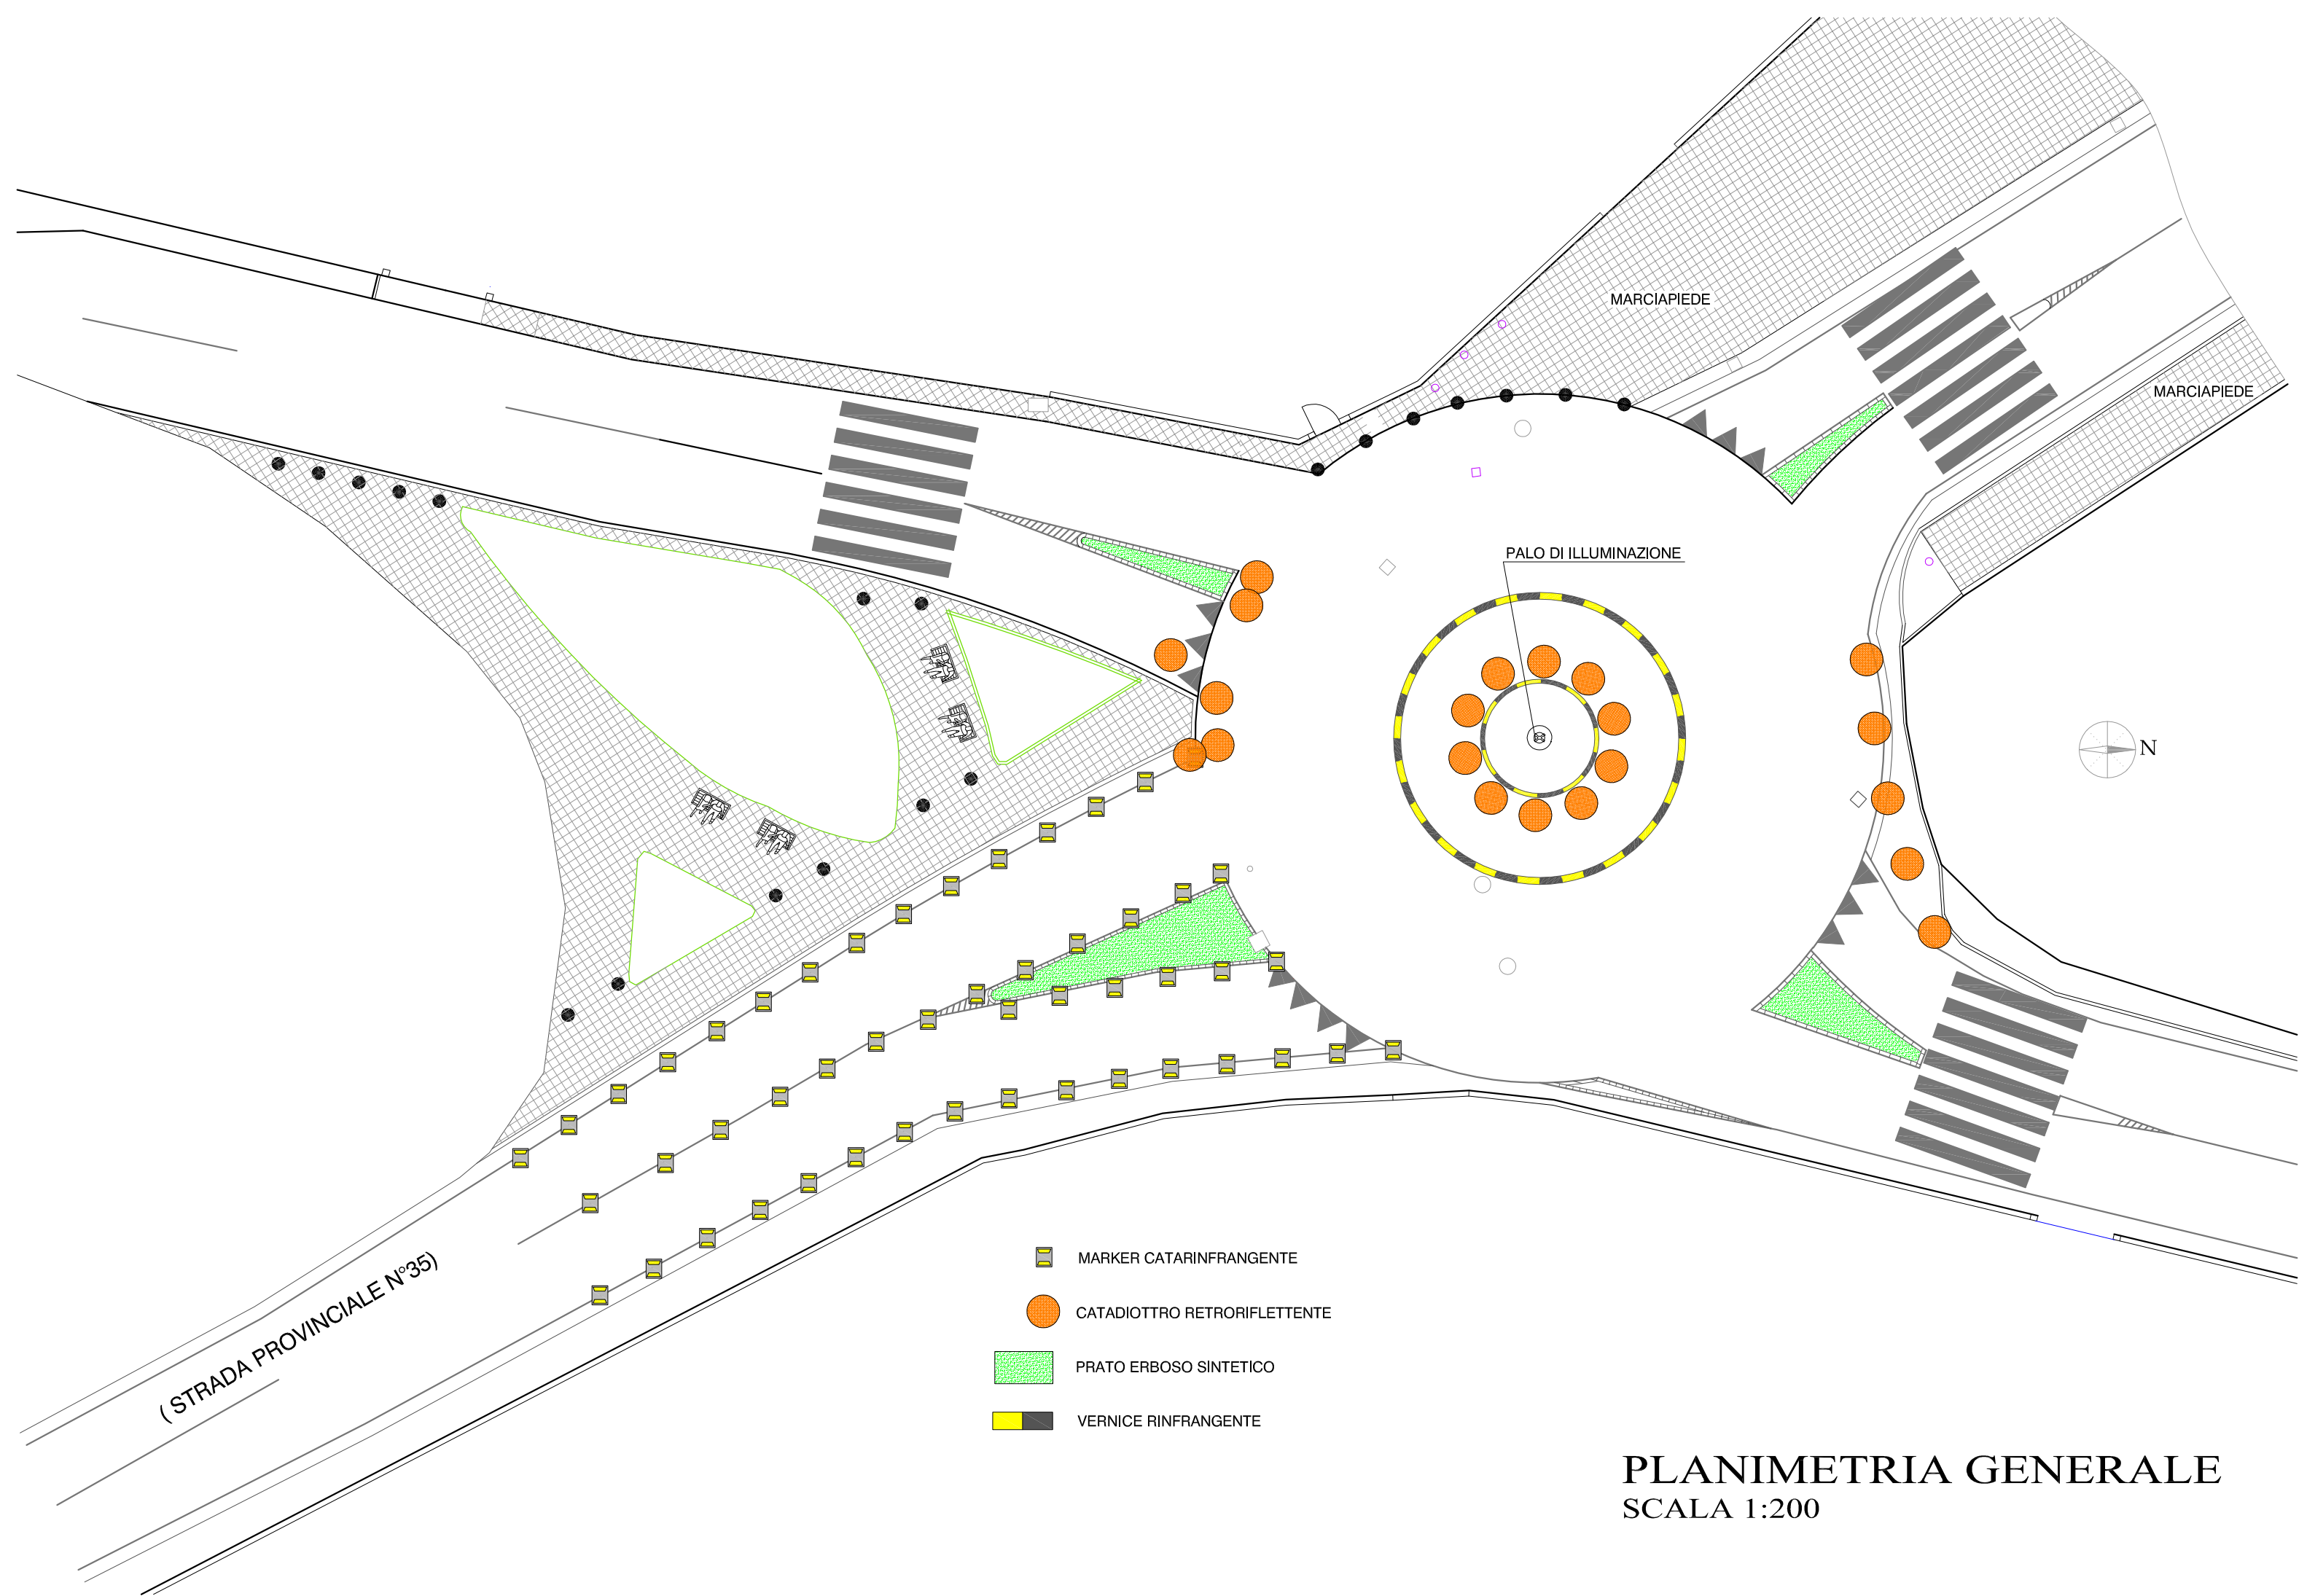 MARCIAPIEDE
MARCIAPIEDE
PALO DI ILLUMINAZIONE
N
( STRADA PROVINCIALE N°35)
MARKER CATARINFRANGENTE
CATADIOTTRO RETRORIFLETTENTE
PRATO ERBOSO SINTETICO
VERNICE RINFRANGENTE
PLANIMETRIA GENERALE
SCALA 1:200